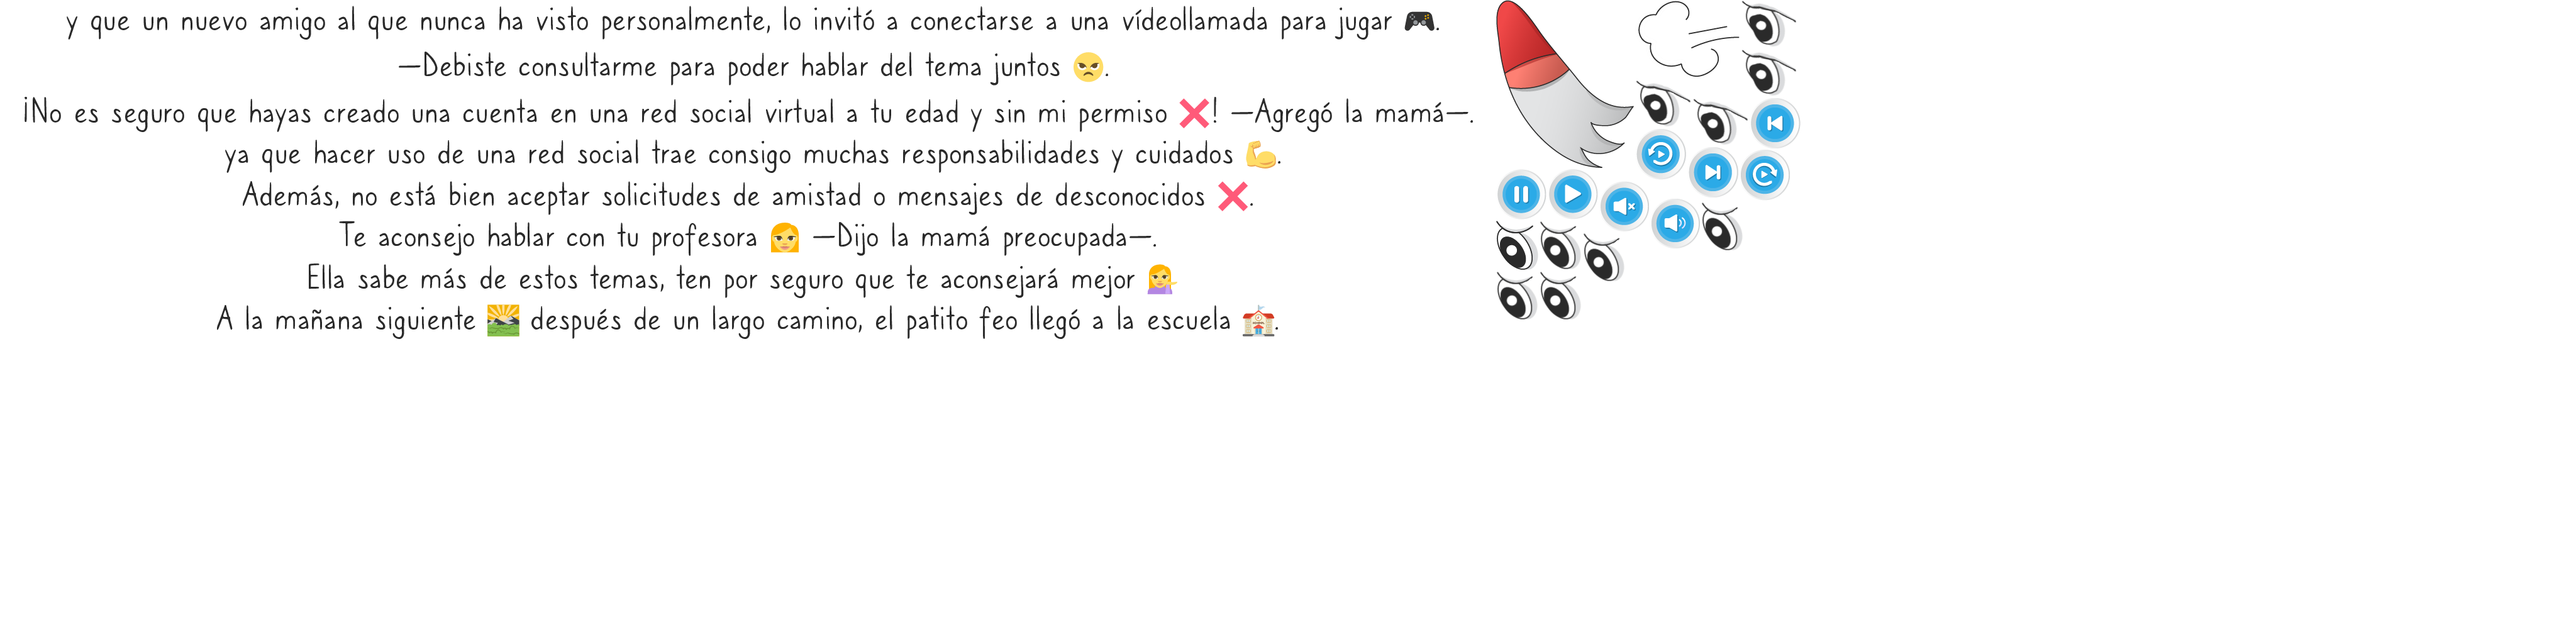 y que un nuevo amigo al que nunca ha visto personalmente, lo invitó a conectarse a una vídeollamada para jugar 🎮.
—Debiste consultarme para poder hablar del tema juntos 😠.
¡No es seguro que hayas creado una cuenta en una red social virtual a tu edad y sin mi permiso ❌! —Agregó la mamá—.
ya que hacer uso de una red social trae consigo muchas responsabilidades y cuidados 💪.
Además, no está bien aceptar solicitudes de amistad o mensajes de desconocidos ❌.
Te aconsejo hablar con tu profesora 👩 —Dijo la mamá preocupada—.
Ella sabe más de estos temas, ten por seguro que te aconsejará mejor 💁‍♀️
A la mañana siguiente 🌄 después de un largo camino, el patito feo llegó a la escuela 🏫.